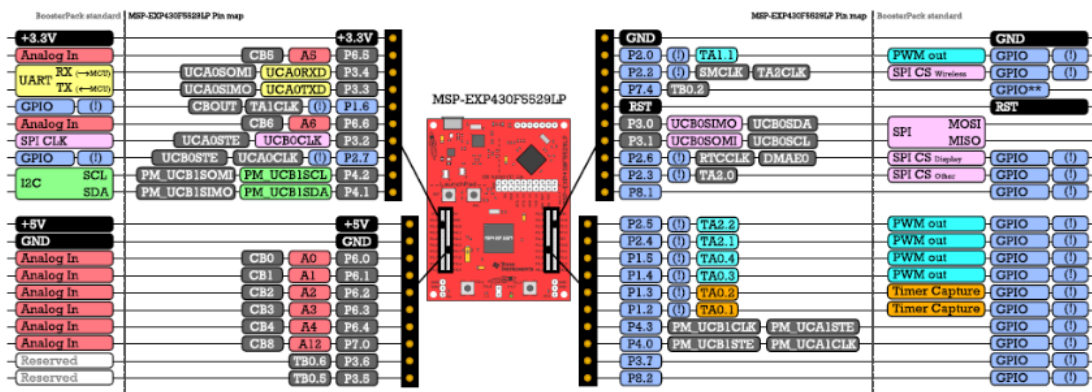 BoosterPack standard MSP-EXP430F5529LP Pin map
+3.3V +3.3V
Analog In CB5 A5 P6.5
UART RX (→MCU) UCA0SOMI UCA0RXD P3.4
TX (←MCU) UCA0SIMO UCA0TXD P3.3
GPIO (!) CBOUT TA1CLK (!) P1.6
Analog In CB6 A6 P6.6
SPI CLK UCA0STE UCB0CLK P3.2
GPIO (!) UCB0STE UCA0CLK (!) P2.7
I2C SCL PM_UCB1SOMI PM_UCB1SCL P4.2
SDA PM_UCB1SIMO PM_UCB1SDA P4.1
+5V +5V
GND GND
Analog In CB0 A0 P6.0
Analog In CB1 A1 P6.1
Analog In CB2 A2 P6.2
Analog In CB3 A3 P6.3
Analog In CB4 A4 P6.4
Analog In CB8 A12 P7.0
Reserved TB0.6 P3.6
Reserved TB0.5 P3.5
MSP-EXP430F5529LP
MSP-EXP430F5529LP Pin map BoosterPack standard
GND GND
P2.0 (!) TA1.1 PWM out GPIO (!)
P2.2 (!) SMCLK TA2CLK SPI CS Wireless GPIO (!)
P7.4 TB0.2 GPIO**
RST RST
P3.0 UCB0SIMO UCB0SDA SPI MOSI
P3.1 UCB0SOMI UCB0SCL MISO
P2.6 (!) RTCCLK DMAE0 SPI CS Display GPIO (!)
P2.3 (!) TA2.0 SPI CS Other GPIO (!)
P8.1 GPIO (!)
P2.5 (!) TA2.2 PWM out GPIO (!)
P2.4 (!) TA2.1 PWM out GPIO (!)
P1.5 (!) TA0.4 PWM out GPIO (!)
P1.4 (!) TA0.3 PWM out GPIO (!)
P1.3 (!) TA0.2 Timer Capture GPIO (!)
P1.2 (!) TA0.1 Timer Capture GPIO (!)
P4.3 PM_UCB1CLK PM_UCA1STE GPIO (!)
P4.0 PM_UCB1STE PM_UCA1CLK GPIO (!)
P3.7 GPIO (!)
P8.2 GPIO (!)